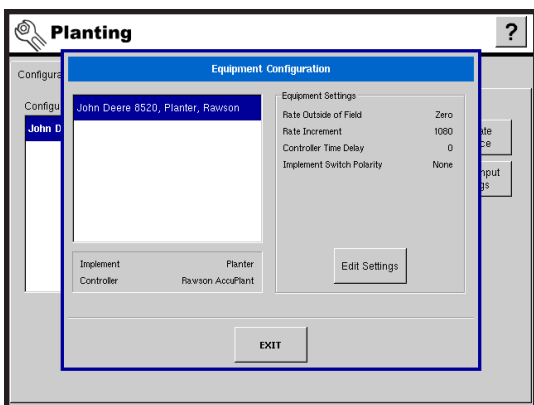 Planting
?
Configura
Equipment Configuration
Configu
John D
John Deere 8520, Planter, Rawson
Equipment Settings
Rate Outside of Field Zero
Rate Increment 1080
Controller Time Delay 0
Implement Switch Polarity None
ate
ce
nput
gs
Implement Planter
Controller Rawson AccuPlant
Edit Settings
EXIT